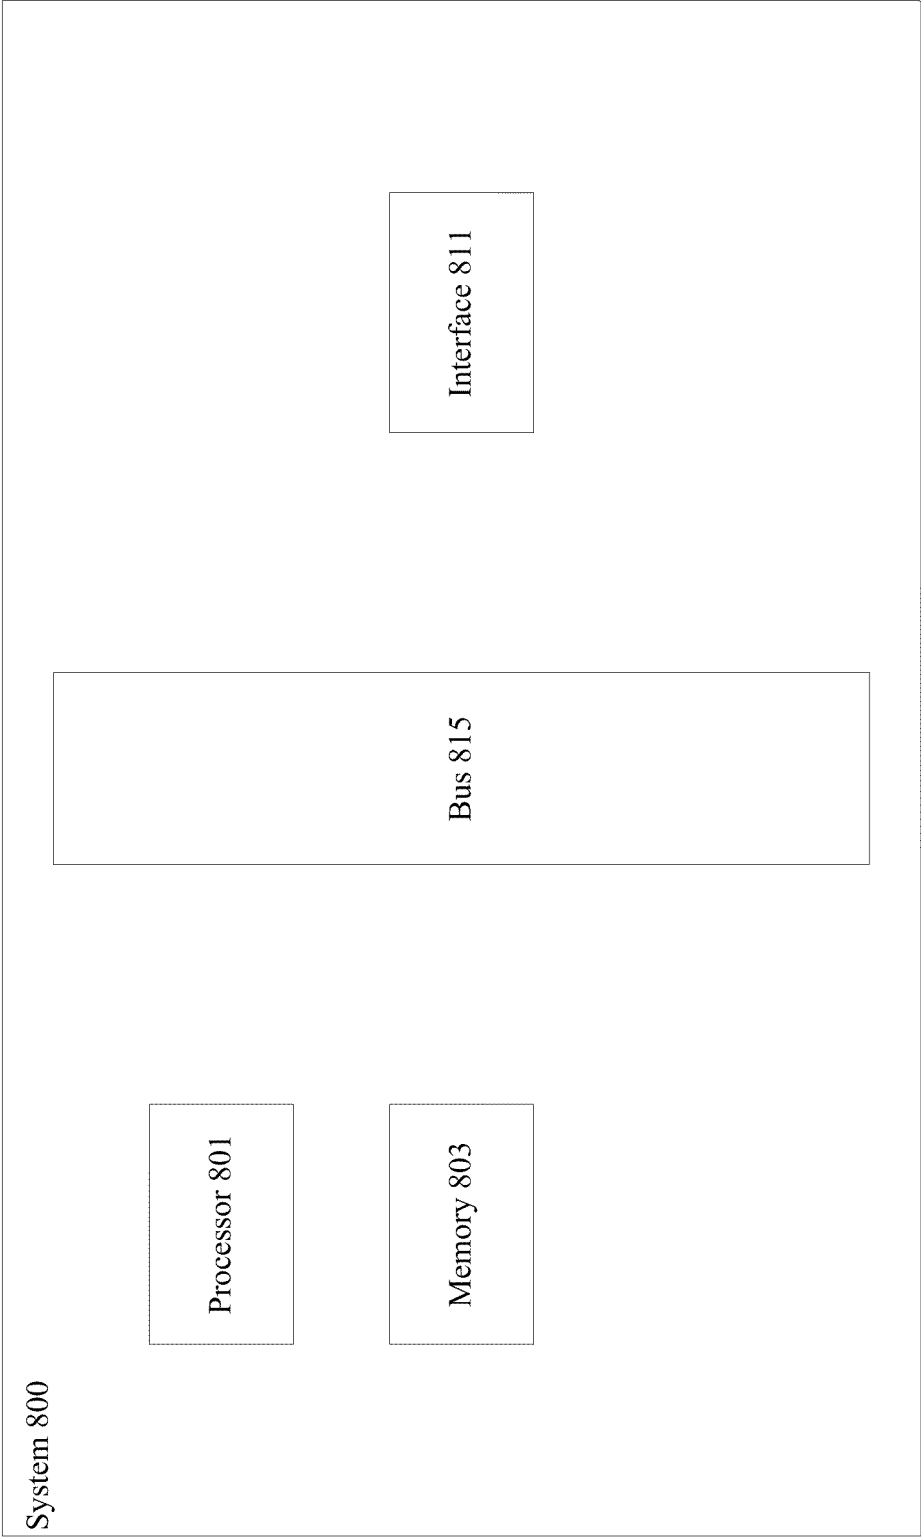 System 800
Processor 801
Memory 803
Bus 815
Interface 811